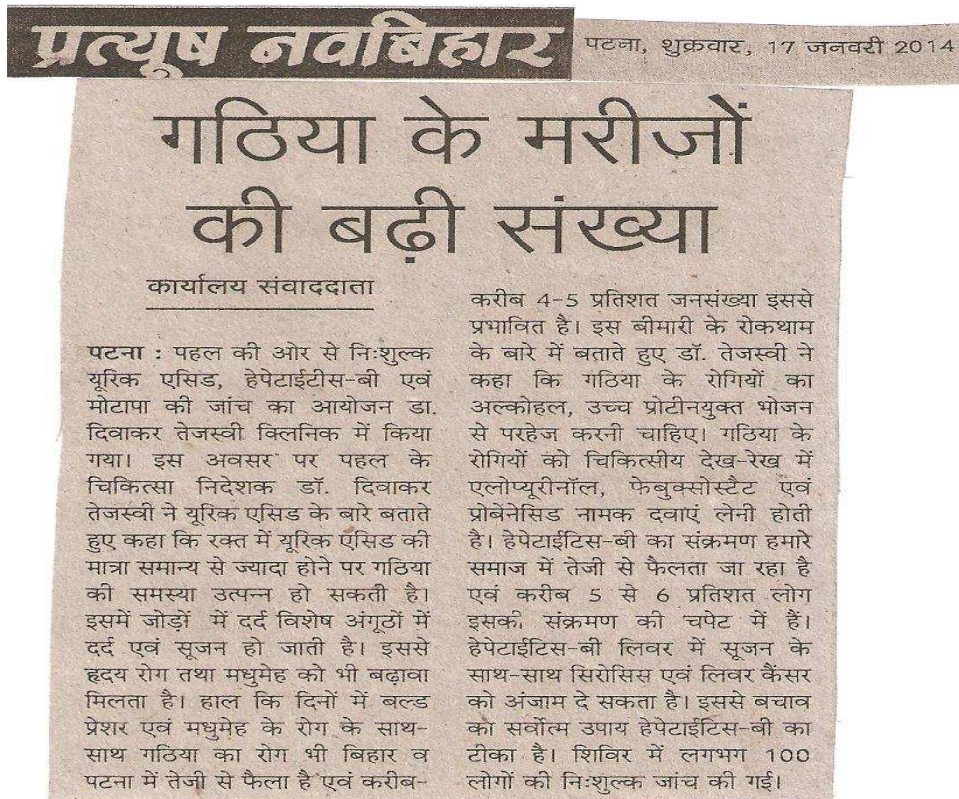 प्रत्यूष नवबिहार
पटना, शुक्रवार, 17 जनवरी 2014
गठिया के मरीजों
की बढ़ी संख्या
कार्यालय संवाददाता
पटना : पहल की ओर से निःशुल्क
यूरिक एसिड, हेपेटाईटीस-बी एवं
मोटापा की जांच का आयोजन डा.
दिवाकर तेजस्वी क्लिनिक में किया
गया। इस अवसर पर पहल के
चिकित्सा निदेशक डॉ. दिवाकर
तेजस्वी ने यूरिक एसिड के बारे बताते
हुए कहा कि रक्त में यूरिक एसिड की
मात्रा समान्य से ज्यादा होने पर गठिया
की समस्या उत्पन्न हो सकती है।
इसमें जोड़ों में दर्द विशेष अंगूठों में
दर्द एवं सूजन हो जाती है। इससे
हृदय रोग तथा मधुमेह को भी बढ़ावा
मिलता है। हाल कि दिनों में बल्ड
प्रेशर एवं मधुमेह के रोग के साथ-
साथ गठिया का रोग भी बिहार व
पटना में तेजी से फैला है एवं करीब-
करीब 4-5 प्रतिशत जनसंख्या इससे
प्रभावित है। इस बीमारी के रोकथाम
के बारे में बताते हुए डॉ. तेजस्वी ने
कहा कि गठिया के रोगियों का
अल्कोहल, उच्च प्रोटीनयुक्त भोजन
से परहेज करनी चाहिए। गठिया के
रोगियों को चिकित्सीय देख-रेख में
एलोप्यूरीनॉल, फेबुक्सोस्टैट एवं
प्रोबेनेसिड नामक दवाएं लेनी होती
है। हेपेटाईटिस-बी का संक्रमण हमारे
समाज में तेजी से फैलता जा रहा है
एवं करीब 5 से 6 प्रतिशत लोग
इसकी संक्रमण की चपेट में हैं।
हेपेटाईटिस-बी लिवर में सूजन के
साथ-साथ सिरोसिस एवं लिवर कैंसर
को अंजाम दे सकता है। इससे बचाव
का सर्वोत्म उपाय हेपेटाईटिस-बी का
टीका है। शिविर में लगभग 100
लोगों की निःशुल्क जांच की गई।